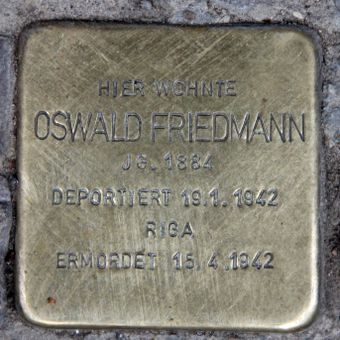 HIER WOHNTE
OSWALD FRIEDMANN
JG. 1884
DEPORTIERT 19.1.1942
RIGA
ERMORDET 15.4.1942